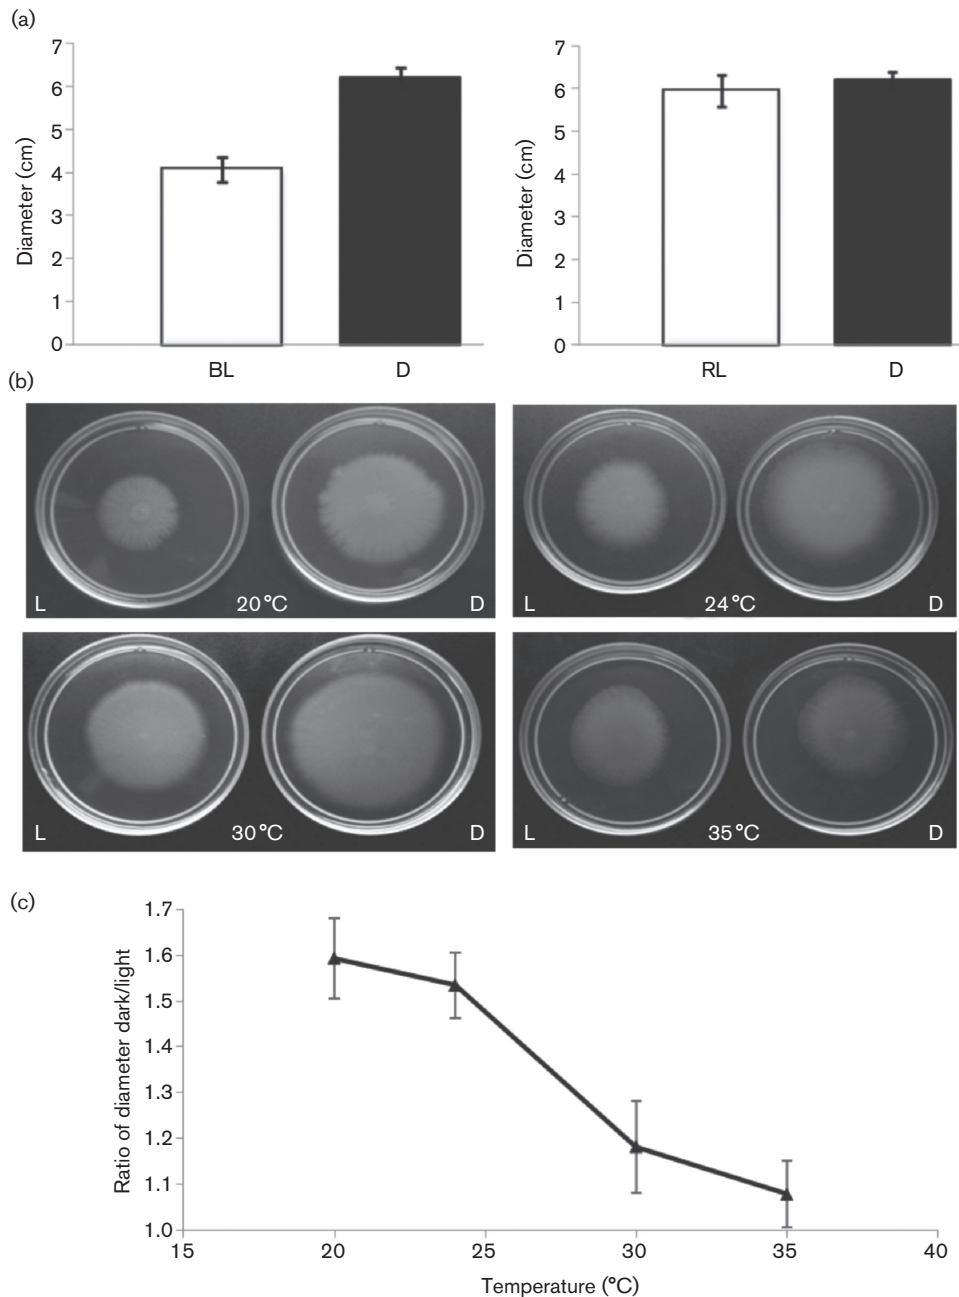 (a)
7
6
5
4
3
2
1
0
Diameter (cm)
BL
D
7
6
5
4
3
2
1
0
Diameter (cm)
RL
D
(b)
L
20 °C
D
L
24 °C
D
L
30 °C
D
L
35 °C
D
(c)
1.7
1.6
1.5
1.4
1.3
1.2
1.1
1.0
Ratio of diameter dark/light
15
20
25
30
35
40
Temperature (°C)